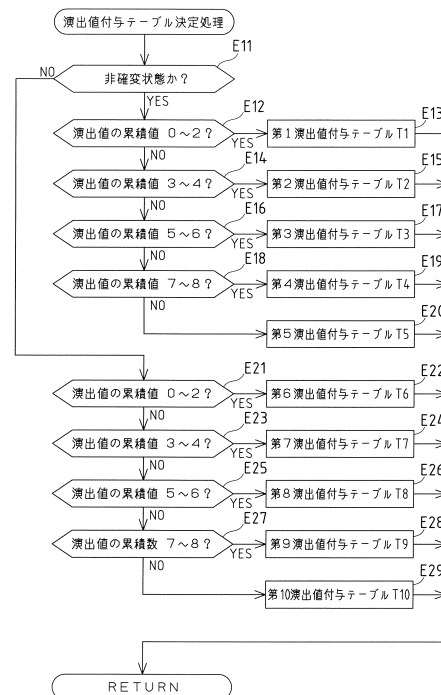 演出値付与テーブル決定処理
E11
非確変状態か？
NO
YES
E12
演出値の累積値 0～2？
YES
NO
E13
第1演出値付与テーブルT1
E14
演出値の累積値 3～4？
YES
NO
E15
第2演出値付与テーブルT2
E16
演出値の累積値 5～6？
YES
NO
E17
第3演出値付与テーブルT3
E18
演出値の累積値 7～8？
YES
NO
E19
第4演出値付与テーブルT4
E20
第5演出値付与テーブルT5
E21
演出値の累積値 0～2？
YES
NO
E22
第6演出値付与テーブルT6
E23
演出値の累積値 3～4？
YES
NO
E24
第7演出値付与テーブルT7
E25
演出値の累積値 5～6？
YES
NO
E26
第8演出値付与テーブルT8
E27
演出値の累積数 7～8？
YES
NO
E28
第9演出値付与テーブルT9
E29
第10演出値付与テーブルT10
RETURN